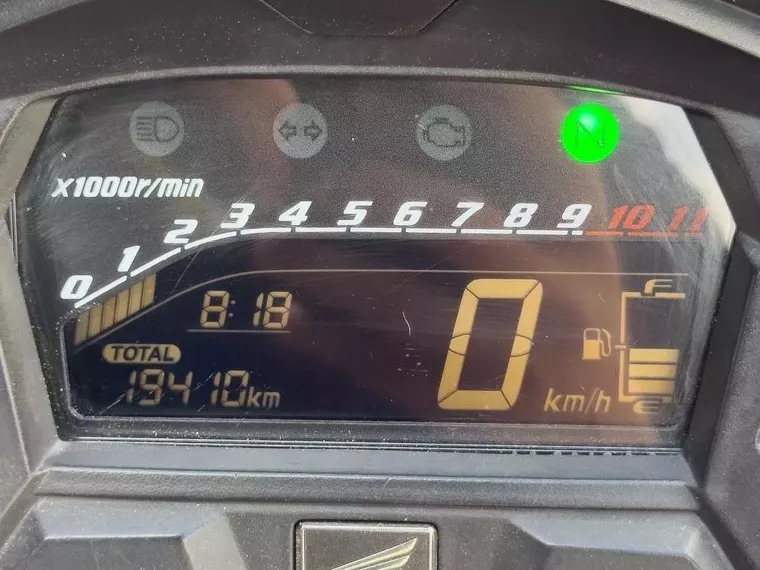 N
x1000r/min
0 1 2 3 4 5 6 7 8 9 10 11
8:18
TOTAL
19410km
0 km/h
F
E